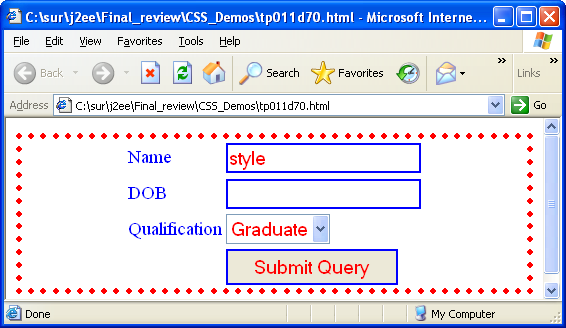 C:\sur\j2ee\Final_review\CSS_Demos\tp011d70.html - Microsoft Interne...
File Edit View Favorites Tools Help
Back Search Favorites » Links »
Address C:\sur\j2ee\Final_review\CSS_Demos\tp011d70.html Go
Name style
DOB
Qualification Graduate
Submit Query
Done My Computer